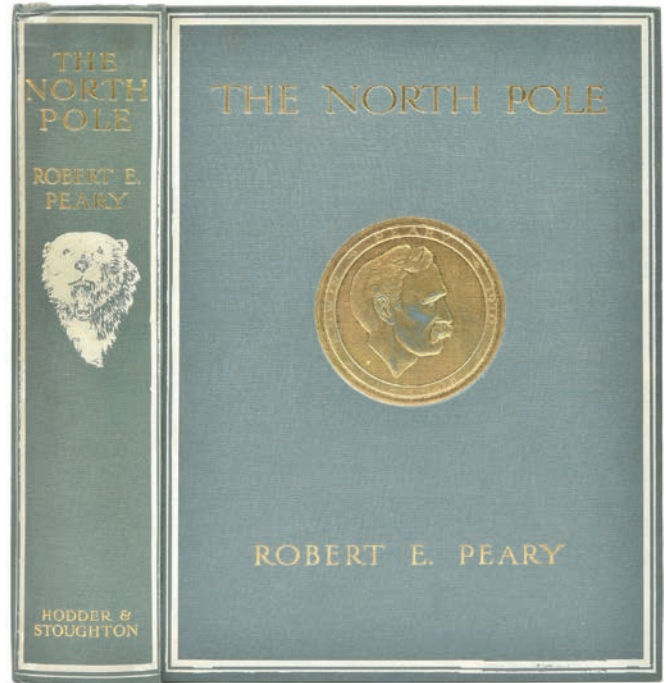 THE
NORTH
POLE
ROBERT E.
PEARY
HODDER &
STOUGHTON
THE NORTH POLE
ROBERT E. PEARY